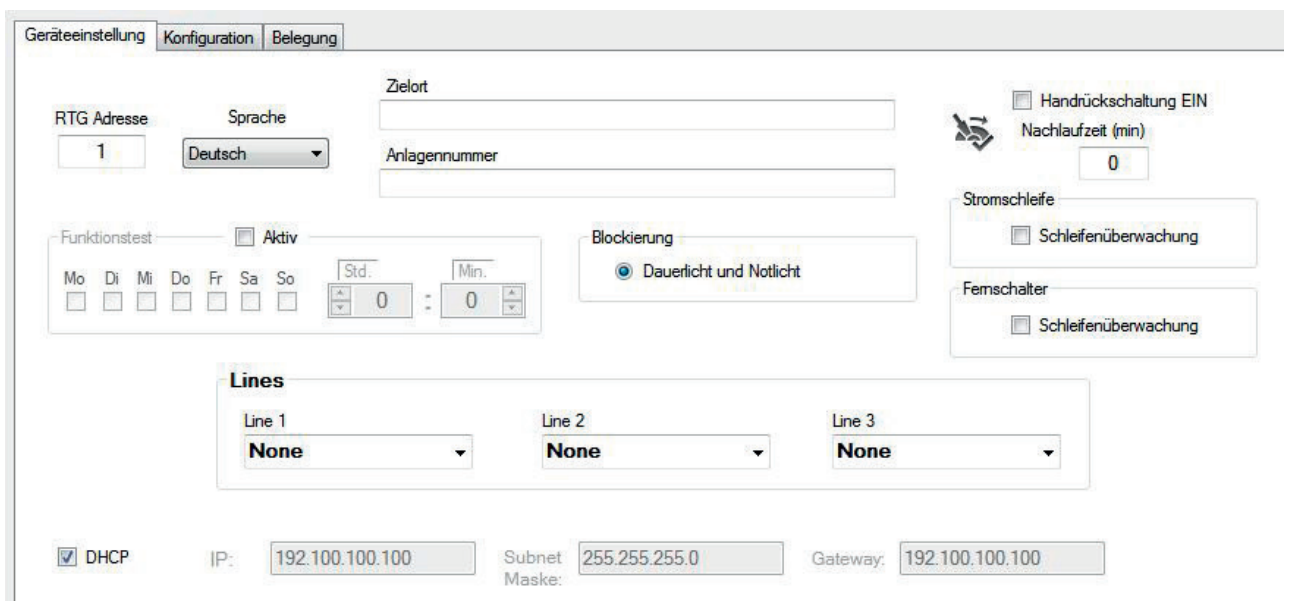 Geräteeinstellung Konfiguration Belegung
RTG Adresse
1
Sprache
Deutsch
Zielort
Anlagennummer
Handrückschaltung EIN
Nachlaufzeit (min)
0
Stromschleife
Schleifenüberwachung
Funktionstest Aktiv
Mo Di Mi Do Fr Sa So
Std. Min.
0 : 0
Blockierung
Dauerlicht und Notlicht
Fernschalter
Schleifenüberwachung
Lines
Line 1 Line 2 Line 3
None None None
DHCP IP: 192.100.100.100 Subnet Maske: 255.255.255.0 Gateway: 192.100.100.100